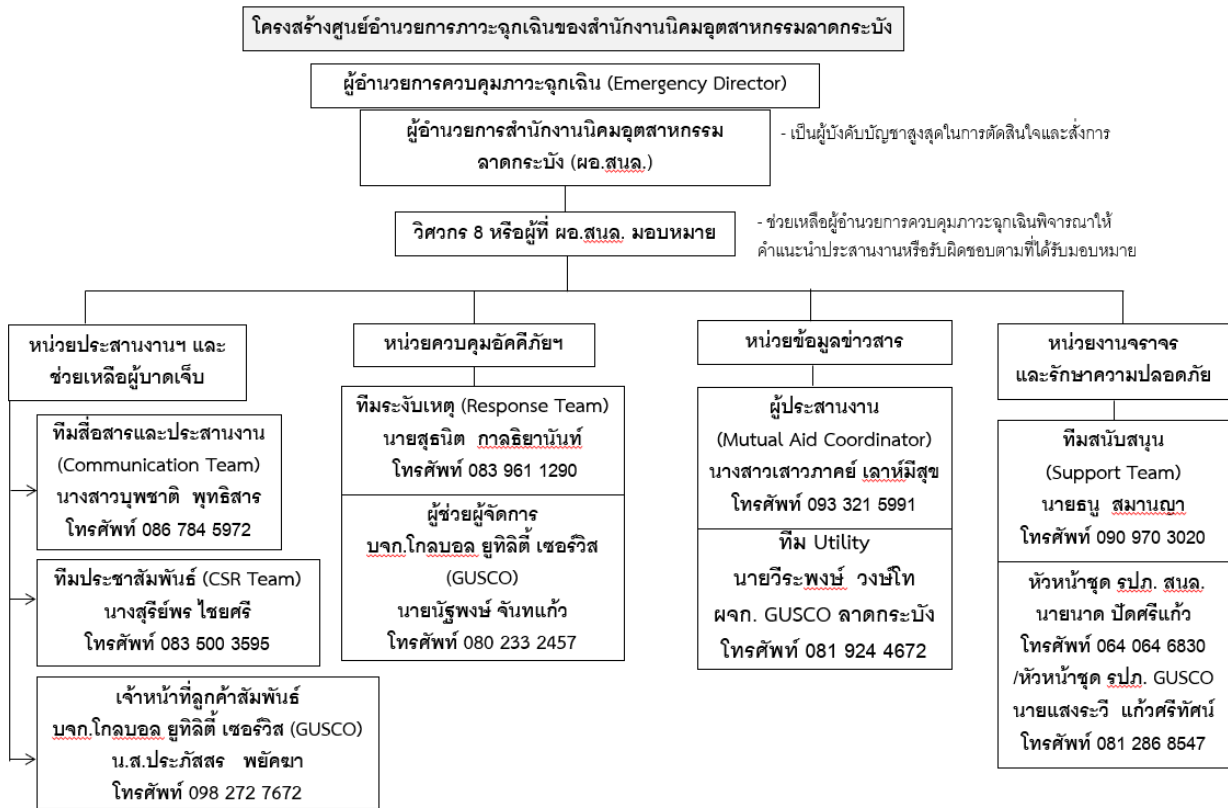 โครงสร้างศูนย์อำนวยการภาวะฉุกเฉินของสำนักงานนิคมอุตสาหกรรมลาดกระบัง
ผู้อำนวยการควบคุมภาวะฉุกเฉิน (Emergency Director)
ผู้อำนวยการสำนักงานนิคมอุตสาหกรรม
ลาดกระบัง (ผอ.สนล.)
- เป็นผู้บังคับบัญชาสูงสุดในการตัดสินใจและสั่งการ
วิศวกร 8 หรือผู้ที่ ผอ.สนล. มอบหมาย
- ช่วยเหลือผู้อำนวยการควบคุมภาวะฉุกเฉินพิจารณาให้
คำแนะนำประสานงานหรือรับผิดชอบตามที่ได้รับมอบหมาย
หน่วยประสานงานฯ และ
ช่วยเหลือผู้บาดเจ็บ
ทีมสื่อสารและประสานงาน
(Communication Team)
นางสาวบุพชาติ พุทธิสาร
โทรศัพท์ 086 784 5972
ทีมประชาสัมพันธ์ (CSR Team)
นางสุรีย์พร ไชยศรี
โทรศัพท์ 083 500 3595
เจ้าหน้าที่ลูกค้าสัมพันธ์
บจก.โกลบอล ยูทิลิตี้ เซอร์วิส (GUSCO)
น.ส.ประภัสสร พยัคฆา
โทรศัพท์ 098 272 7672
หน่วยควบคุมอัคคีภัยฯ
ทีมระงับเหตุ (Response Team)
นายสุธนิต กาลธิยานันท์
โทรศัพท์ 083 961 1290
ผู้ช่วยผู้จัดการ
บจก.โกลบอล ยูทิลิตี้ เซอร์วิส
(GUSCO)
นายนัฐพงษ์ จันทแก้ว
โทรศัพท์ 080 233 2457
หน่วยข้อมูลข่าวสาร
ผู้ประสานงาน
(Mutual Aid Coordinator)
นางสาวเสาวภาคย์ เลาห์มีสุข
โทรศัพท์ 093 321 5991
ทีม Utility
นายวีระพงษ์ วงษ์โท
ผจก. GUSCO ลาดกระบัง
โทรศัพท์ 081 924 4672
หน่วยงานจราจร
และรักษาความปลอดภัย
ทีมสนับสนุน
(Support Team)
นายธนู สมานญา
โทรศัพท์ 090 970 3020
หัวหน้าชุด รปภ. สนล.
นายนาด ปัดศรีแก้ว
โทรศัพท์ 064 064 6830
/หัวหน้าชุด รปภ. GUSCO
นายแสงระวี แก้วศรีทัศน์
โทรศัพท์ 081 286 8547